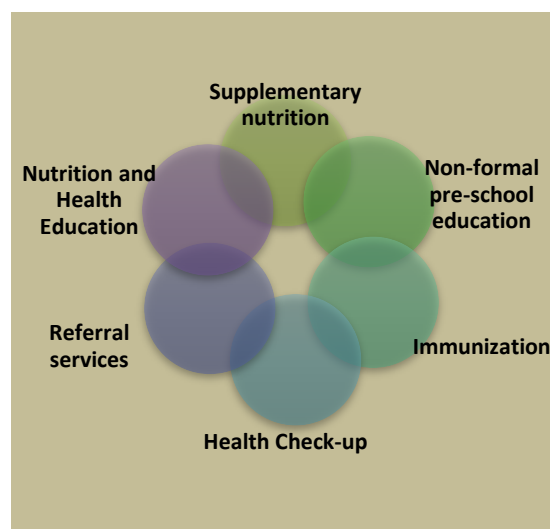 Supplementary
nutrition
Non-formal
pre-school
education
Immunization
Health Check-up
Referral
services
Nutrition and
Health
Education